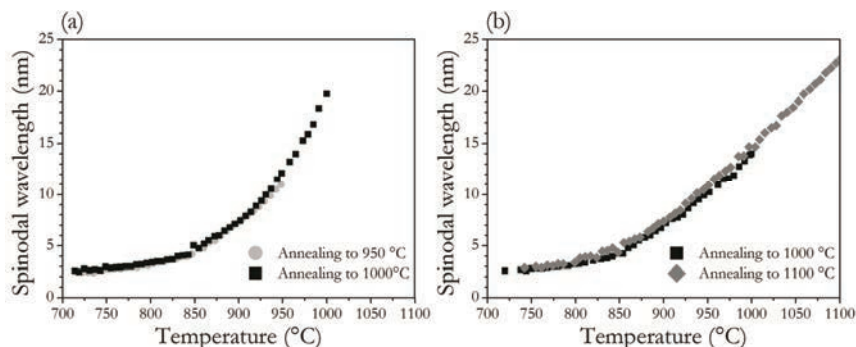 (a)
25
20
15
10
5
0
Spinodal wavelength (nm)
Annealing to 950 °C
Annealing to 1000°C
700 750 800 850 900 950 1000 1050 1100
Temperature (°C)
(b)
25
20
15
10
5
0
Spinodal wavelength (nm)
Annealing to 1000 °C
Annealing to 1100 °C
700 750 800 850 900 950 1000 1050 1100
Temperature (°C)